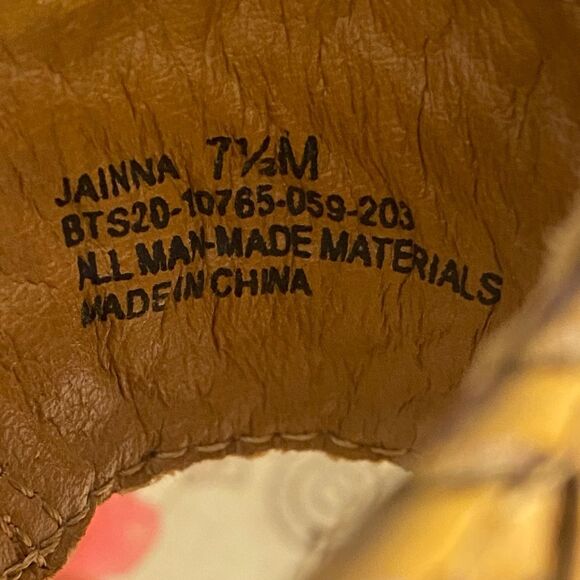 JAINNA 7½M
BTS20-10765-059-203
ALL MAN-MADE MATERIALS
MADE IN CHINA